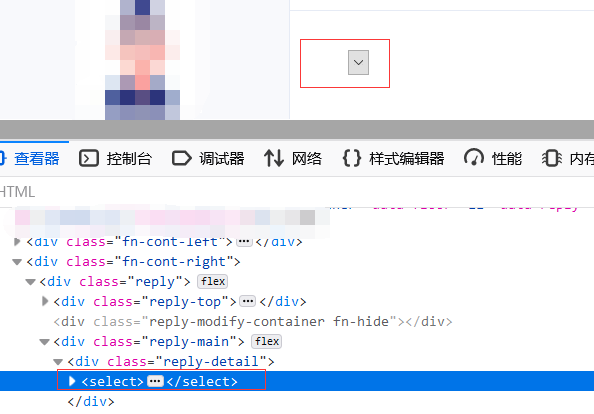 查看器 控制台 调试器 网络 样式编辑器 性能 内存
HTML
<div class="fn-cont-left"></div>
<div class="fn-cont-right">
<div class="reply"> flex
<div class="reply-top"></div>
<div class="reply-modify-container fn-hide"></div>
<div class="reply-main"> flex
<div class="reply-detail">
<select></select>
</div>